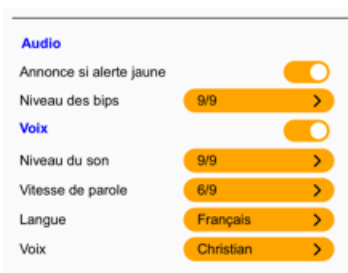 Audio
Annonce si alerte jaune
Niveau des bips 9/9 >
Voix
Niveau du son 9/9 >
Vitesse de parole 6/9 >
Langue Français >
Voix Christian >